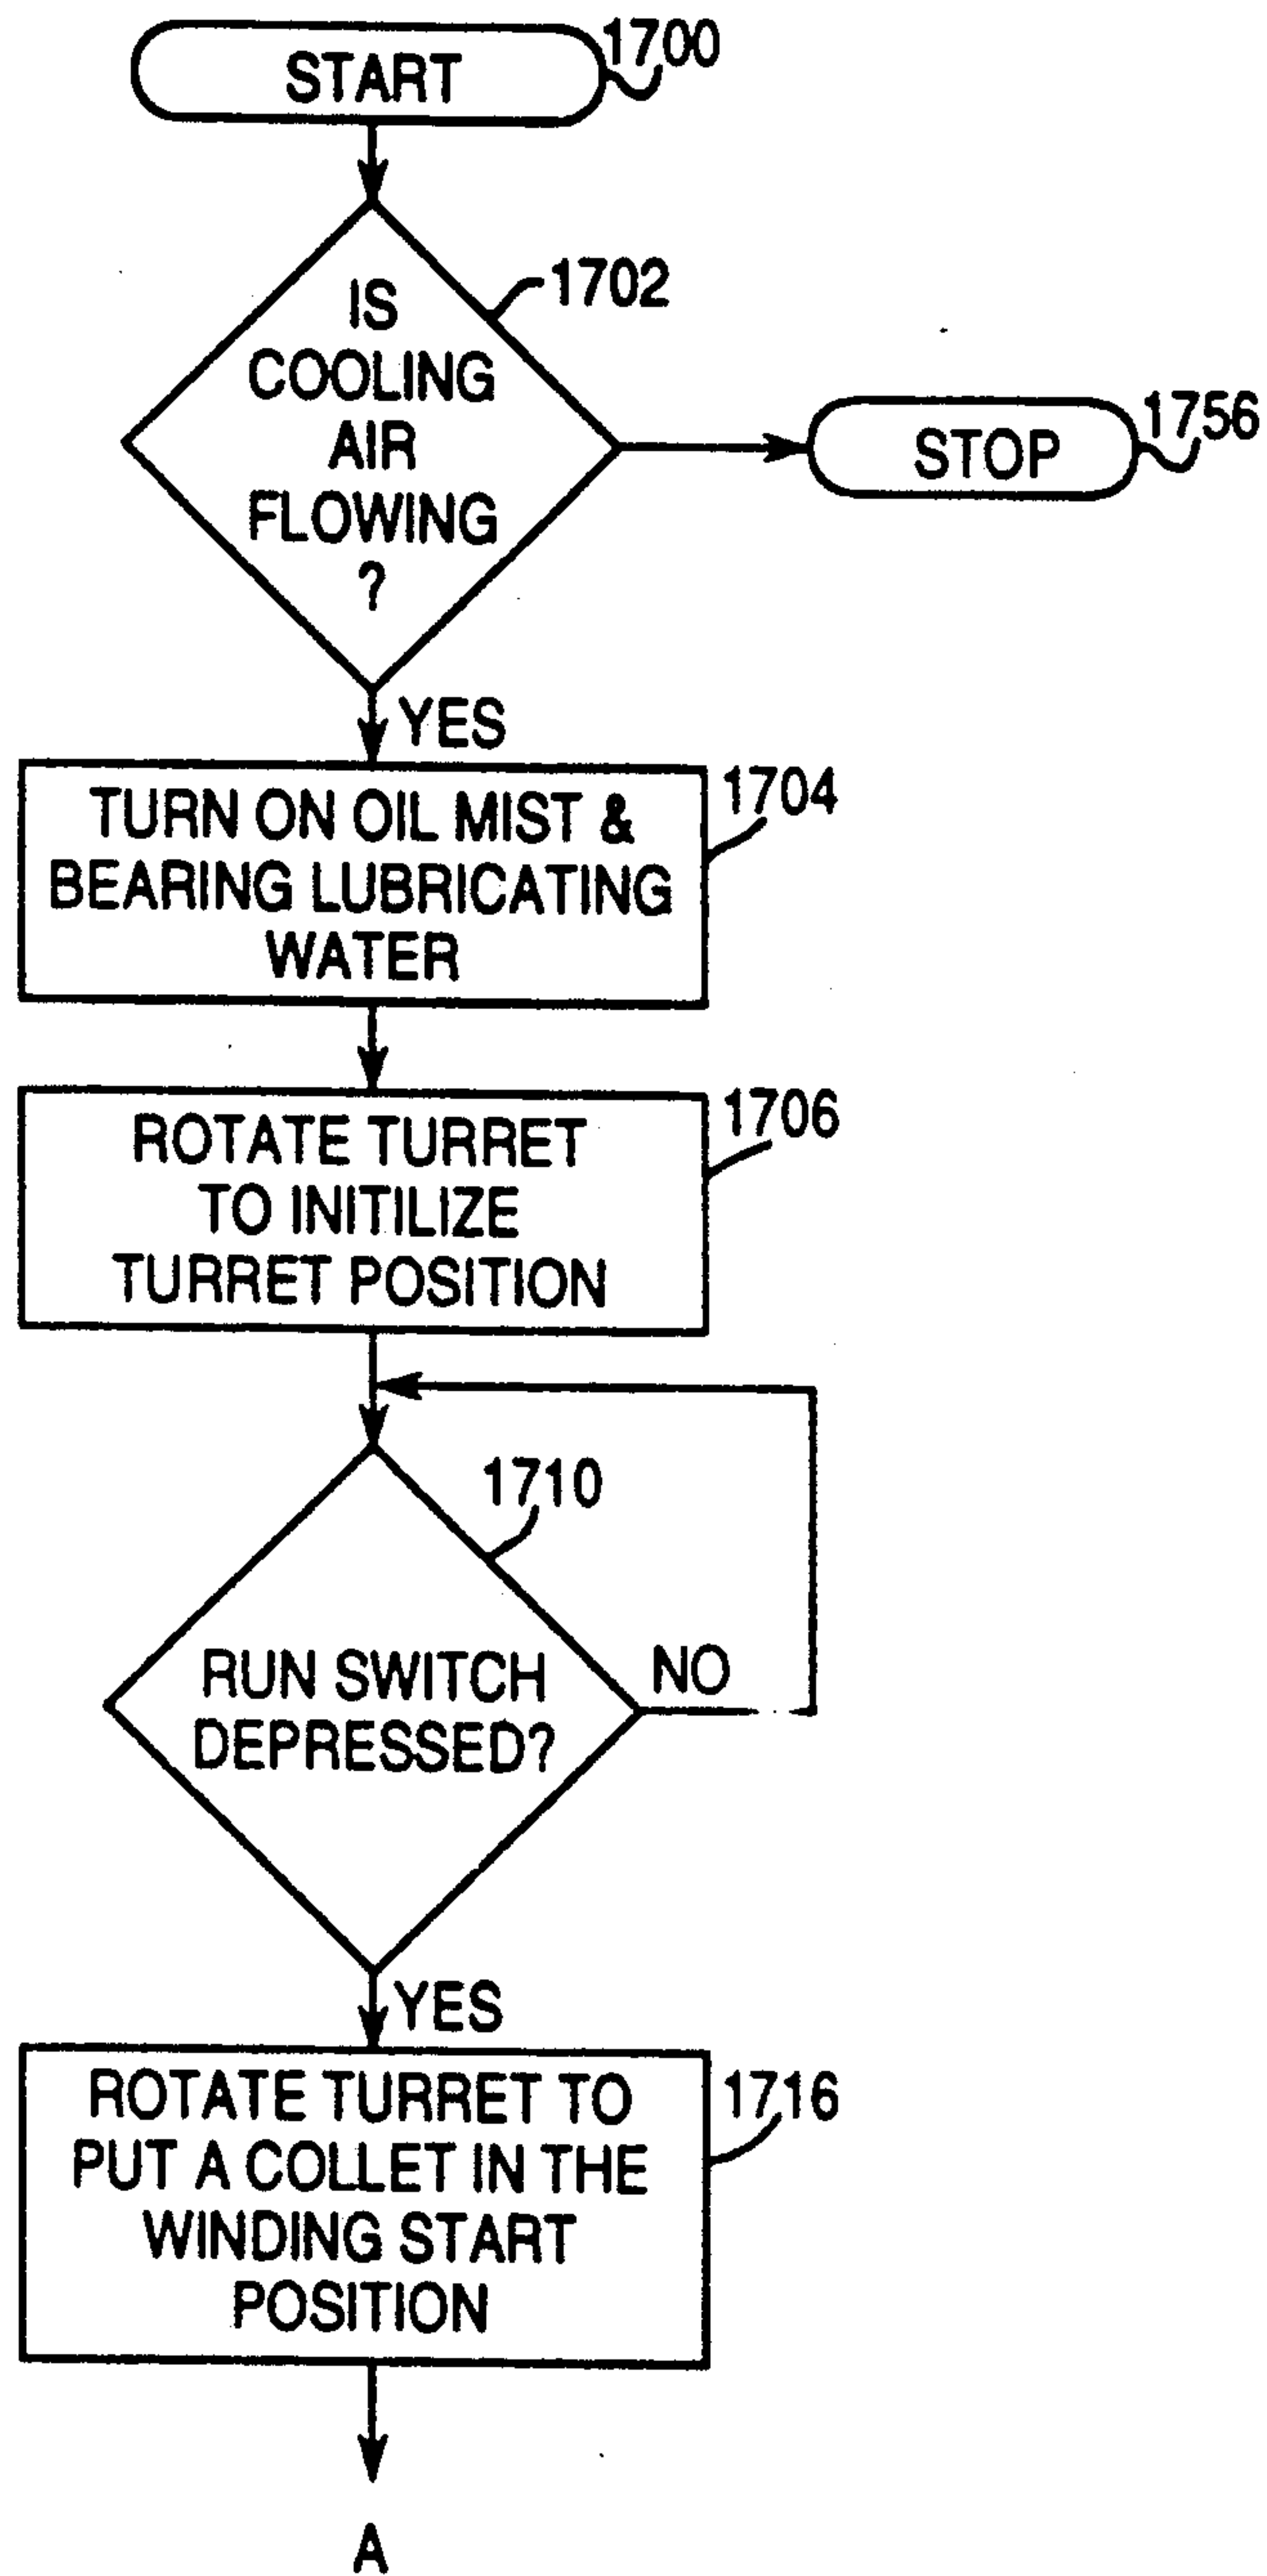 START
1700
IS
COOLING
AIR
FLOWING
?
1702
STOP
1756
YES
TURN ON OIL MIST &
BEARING LUBRICATING
WATER
1704
ROTATE TURRET
TO INITILIZE
TURRET POSITION
1706
1710
RUN SWITCH
DEPRESSED?
NO
YES
ROTATE TURRET TO
PUT A COLLET IN THE
WINDING START
POSITION
1716
A